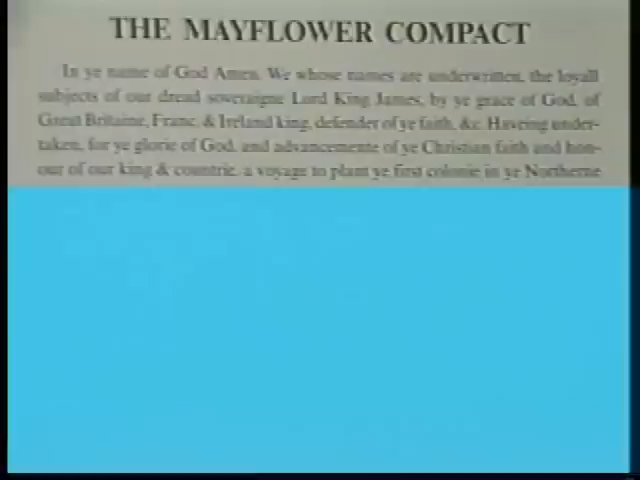 THE MAYFLOWER COMPACT
In ye name of God Amen. We whose names are underwritten, the loyall
subjects of our dread soveraigne Lord King James, by ye grace of God, of
Great Britaine, Franc, & Ireland king, defender of ye faith, &c. Haveing under-
taken, for ye glorie of God, and advancemente of ye Christian faith and hon-
our of our king & countrie, a voyage to plant ye first colonie in ye Northerne